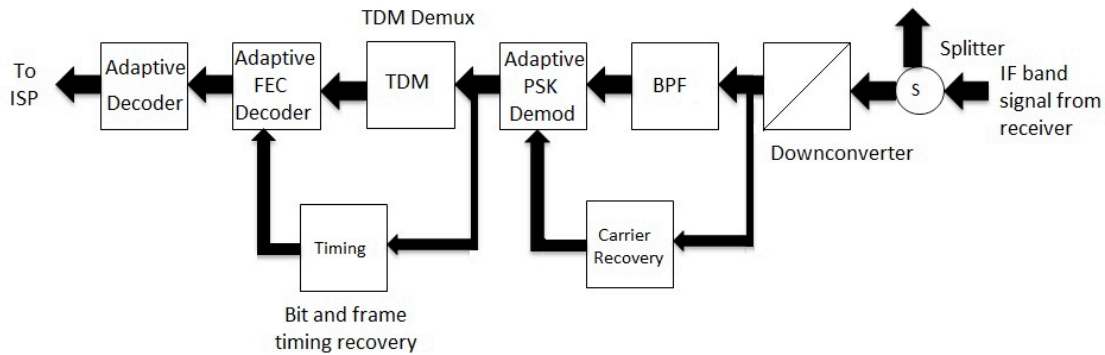 TDM Demux
To
ISP
Adaptive
Decoder
Adaptive
FEC
Decoder
TDM
Adaptive
PSK
Demod
BPF
Downconverter
Splitter
S
IF band
signal from
receiver
Timing
Bit and frame
timing recovery
Carrier
Recovery